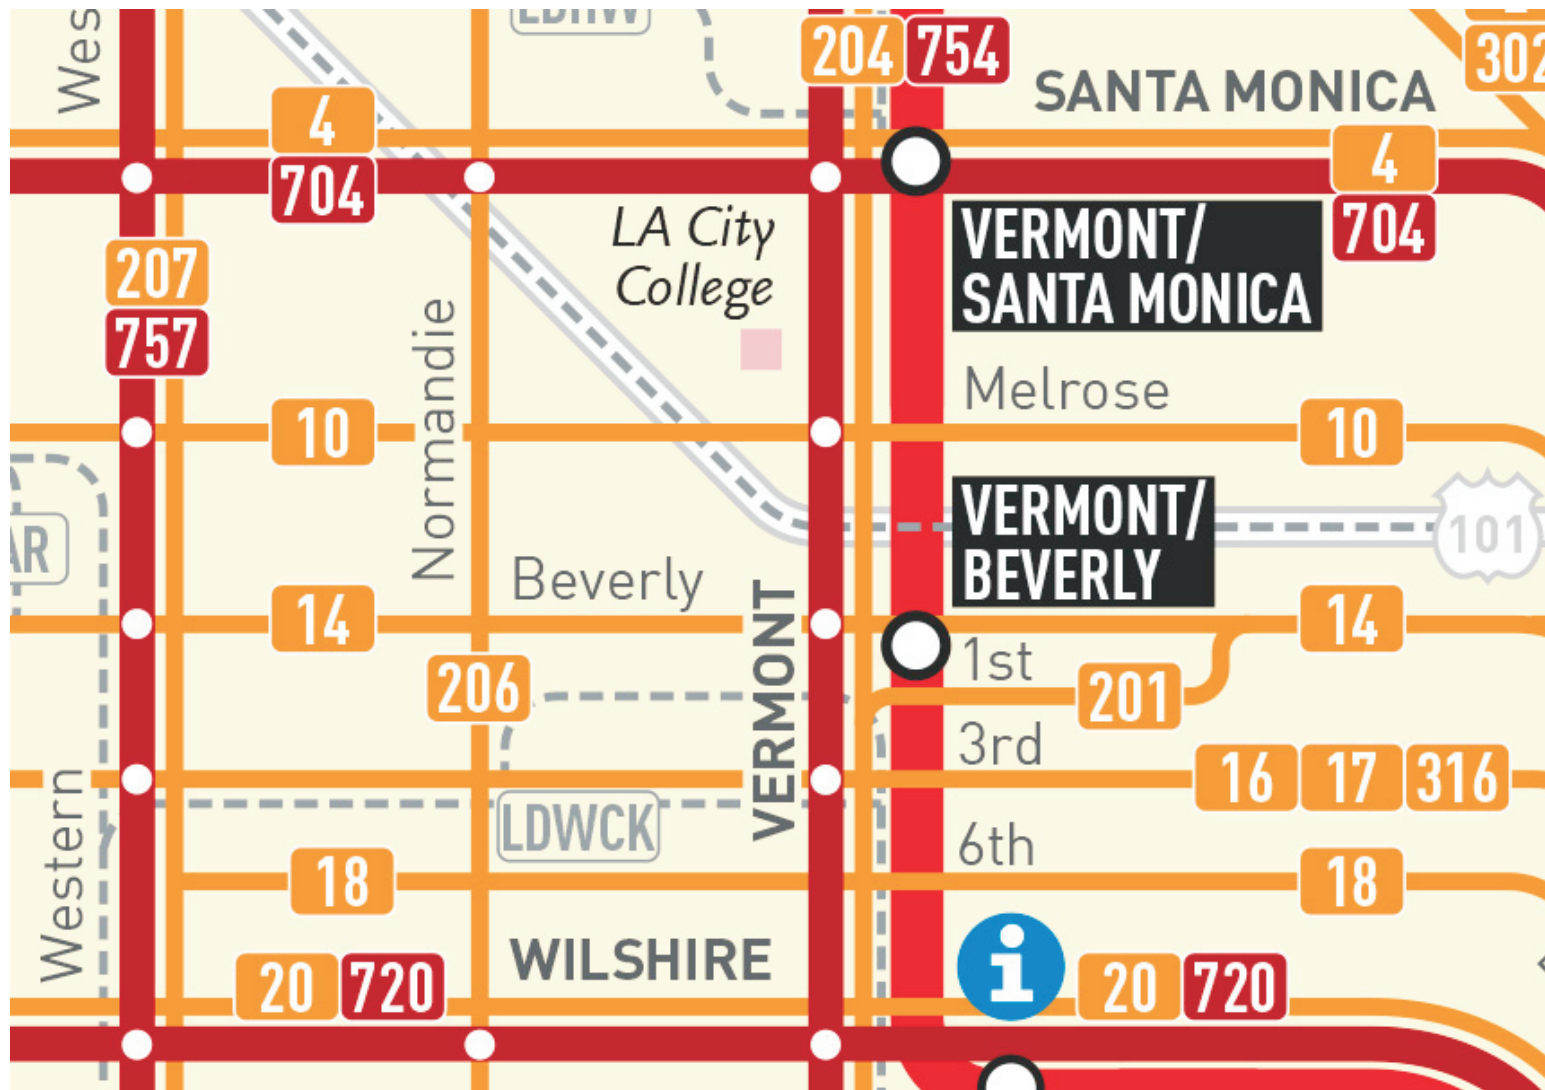 204
754
302
Wes
SANTA MONICA
4
704
4
704
LA City
College
VERMONT/
SANTA MONICA
207
757
Normandie
Melrose
10
10
VERMONT/
BEVERLY
101
AR
Beverly
14
14
VERMONT
1st
206
201
3rd
16
17
316
Western
LDWCK
6th
18
18
WILSHIRE
i
20
720
20
720